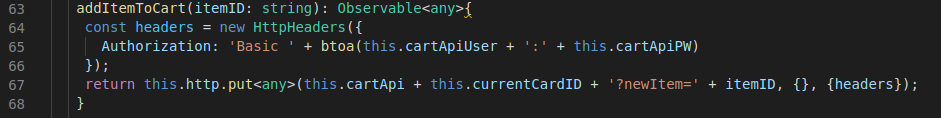 63 addItemToCart(itemID: string): Observable<any>{
64 const headers = new HttpHeaders({
65 Authorization: 'Basic ' + btoa(this.cartApiUser + ':' + this.cartApiPW)
66 });
67 return this.http.put<any>(this.cartApi + this.currentCardID + '?newItem=' + itemID, {}, {headers});
68 }